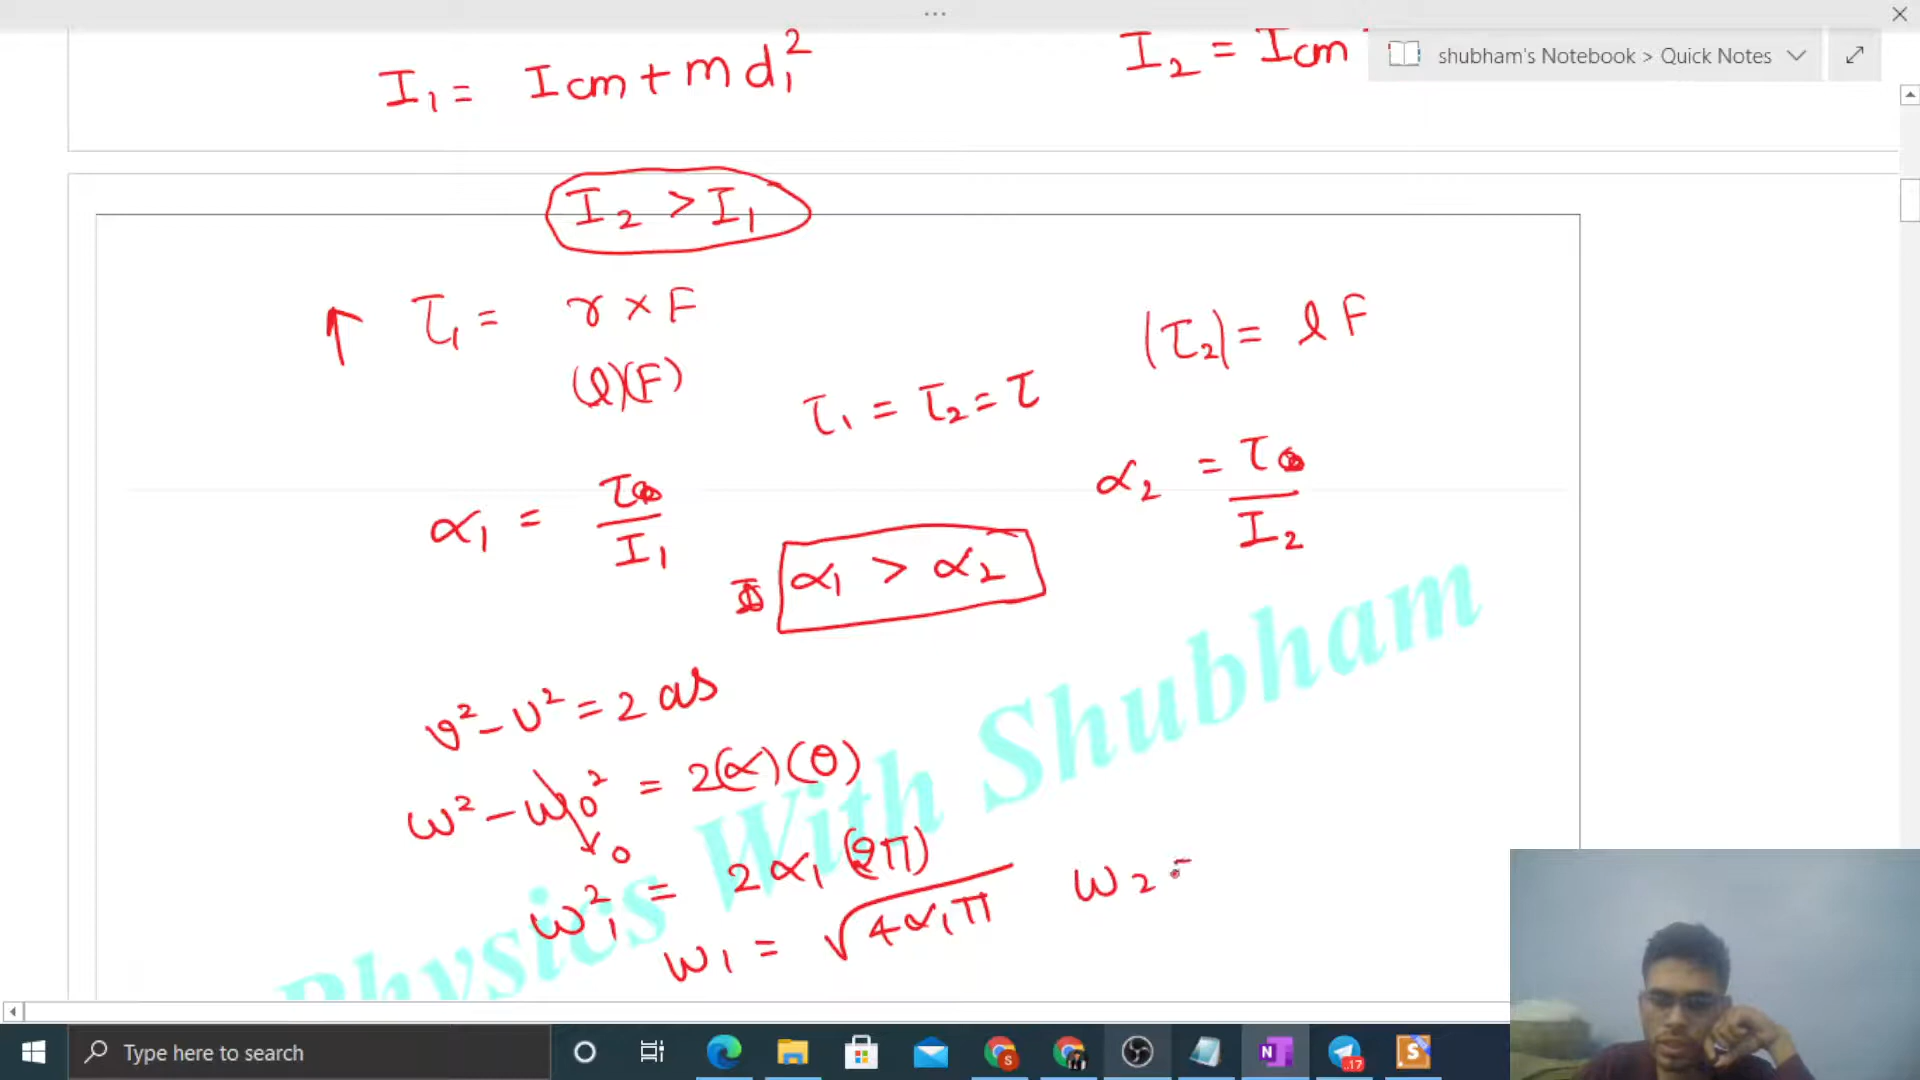 ...
shubham's Notebook > Quick Notes
I₁ = Icm + md₁²
I₂ = Icm
I₂ > I₁
τ₁ = r × F
(l)(F)
|τ₂| = lF
τ₁ = τ₂ = τ
α₁ = τ / I₁
α₂ = τ / I₂
α₁ > α₂
v² - u² = 2as
ω² - ω₀² = 2(α)(θ)
0
ω₁² = 2α₁(2π)
ω₁ = √4α₁π
ω₂ =
Physics With Shubham
Type here to search
S
..17
N
S